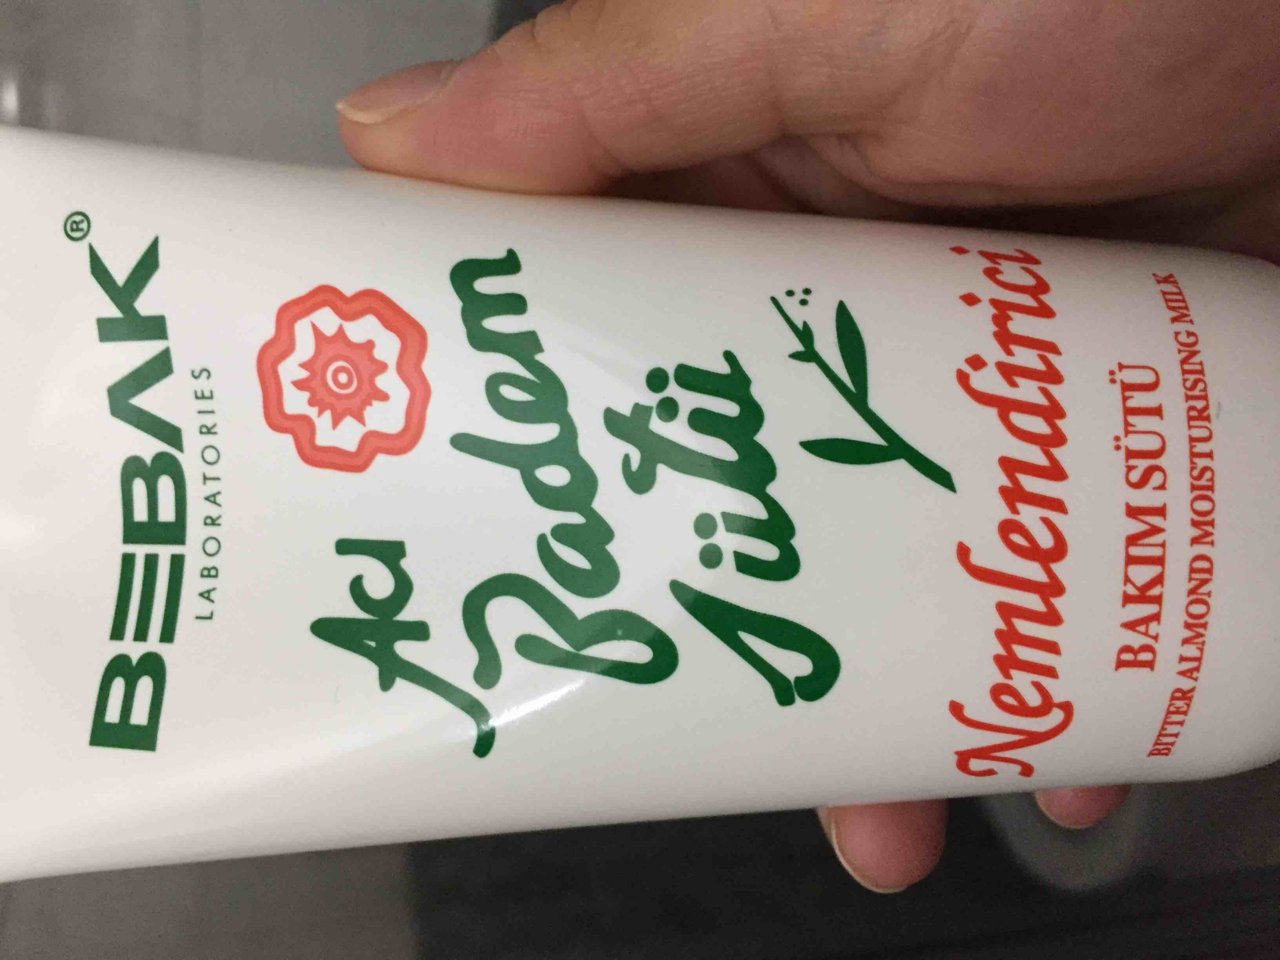 BEBAK®
LABORATORIES
Acı
Badem
Sütü
Nemlendirici
BAKIM SÜTÜ
BITTER ALMOND MOISTURISING MILK